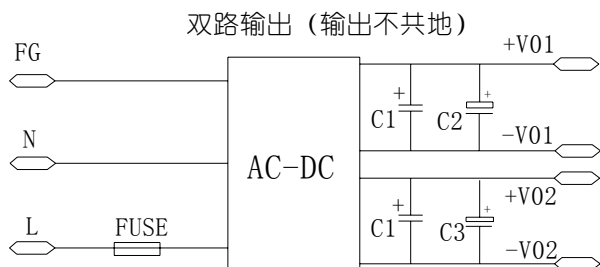 双路输出（输出不共地）
FG
+V01
+
+
C1
C2
N
-V01
AC-DC
+V02
+
+
L
FUSE
C1
C3
-V02